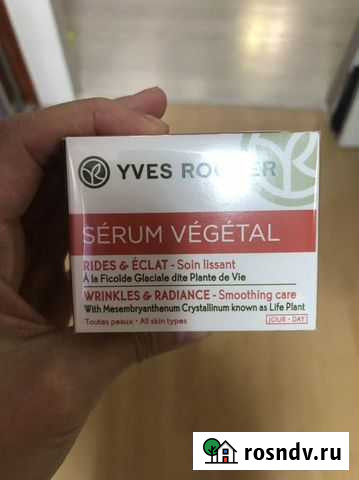 YVES ROCHER
SÉRUM VÉGÉTAL
RIDES & ÉCLAT - Soin lissant
À la Ficoïde Glaciale dite Plante de Vie
WRINKLES & RADIANCE - Smoothing care
With Mesembryanthenum Crystallinum known as Life Plant
Toutes peaux • All skin types
JOUR • DAY
rosndv.ru